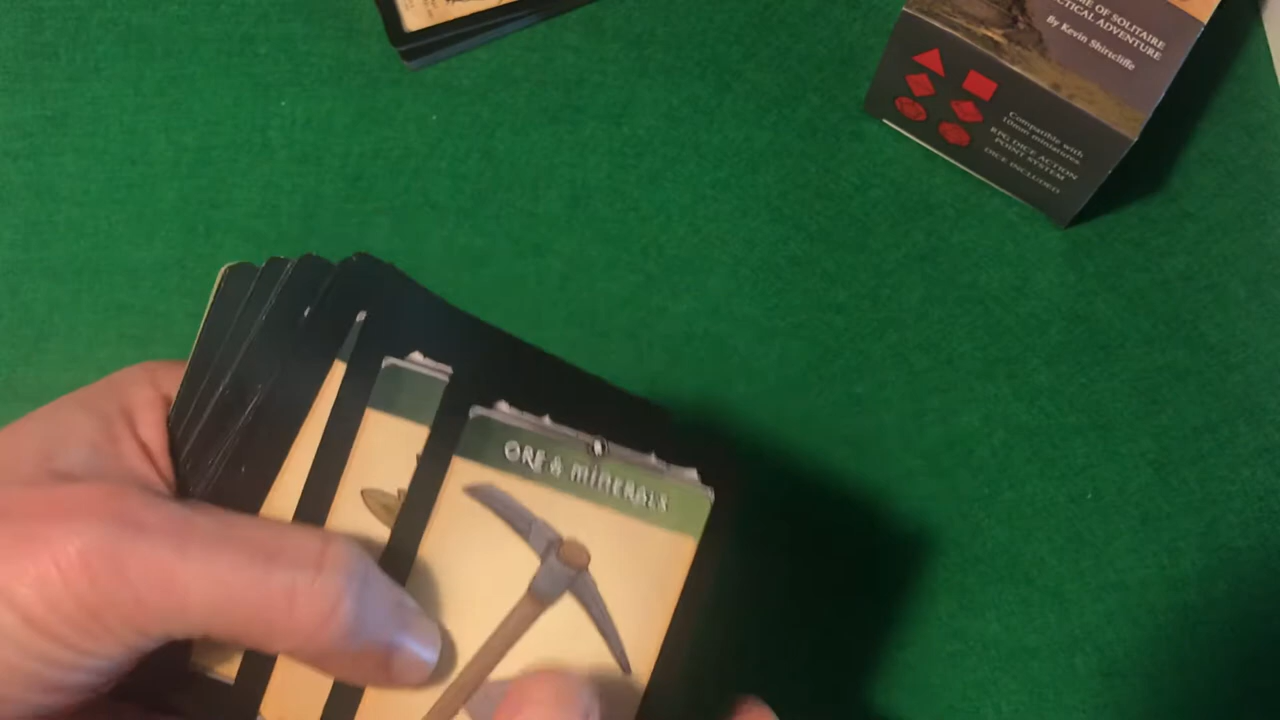 OF SOLITAIRE
TACTICAL ADVENTURE
By Kevin Shirtcliffe
Compatible with
10mm miniatures
RPG DICE ACTION
POINT SYSTEM
DICE INCLUDED
ORE & MINERALS